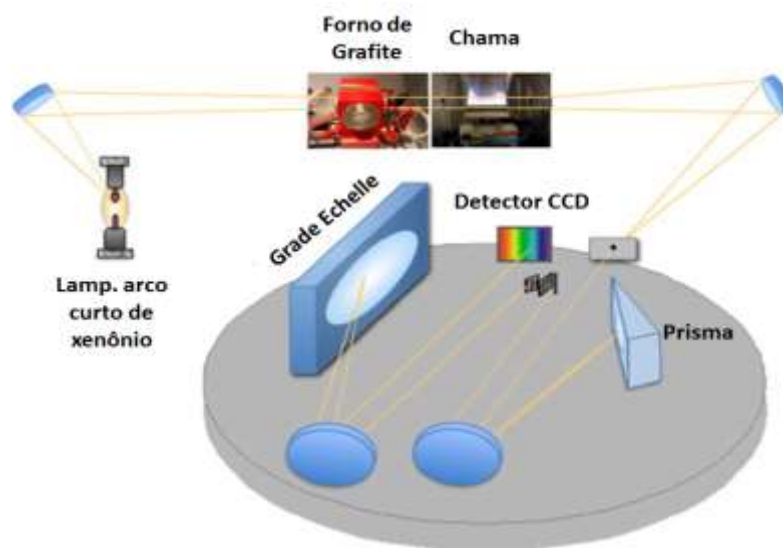 Forno de
Grafite
Chama
Grade Echelle
Detector CCD
Lamp. arco
curto de
xenônio
Prisma